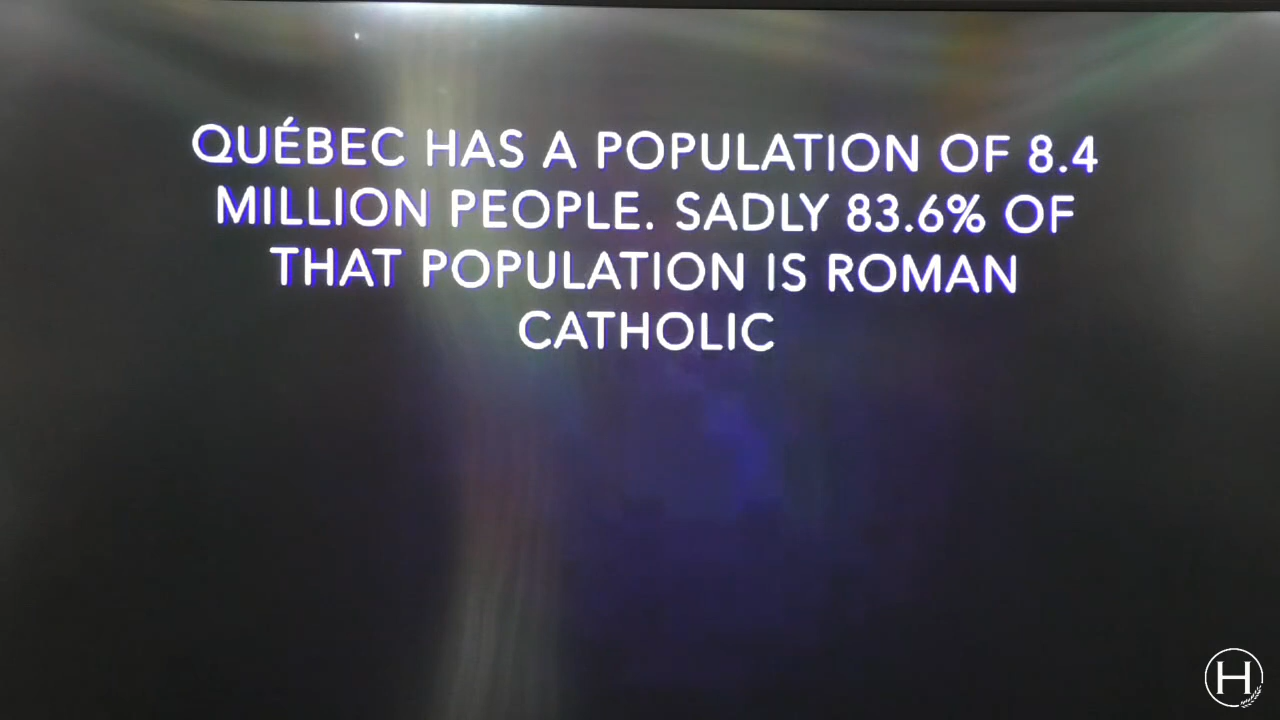 QUÉBEC HAS A POPULATION OF 8.4
MILLION PEOPLE. SADLY 83.6% OF
THAT POPULATION IS ROMAN
CATHOLIC
H